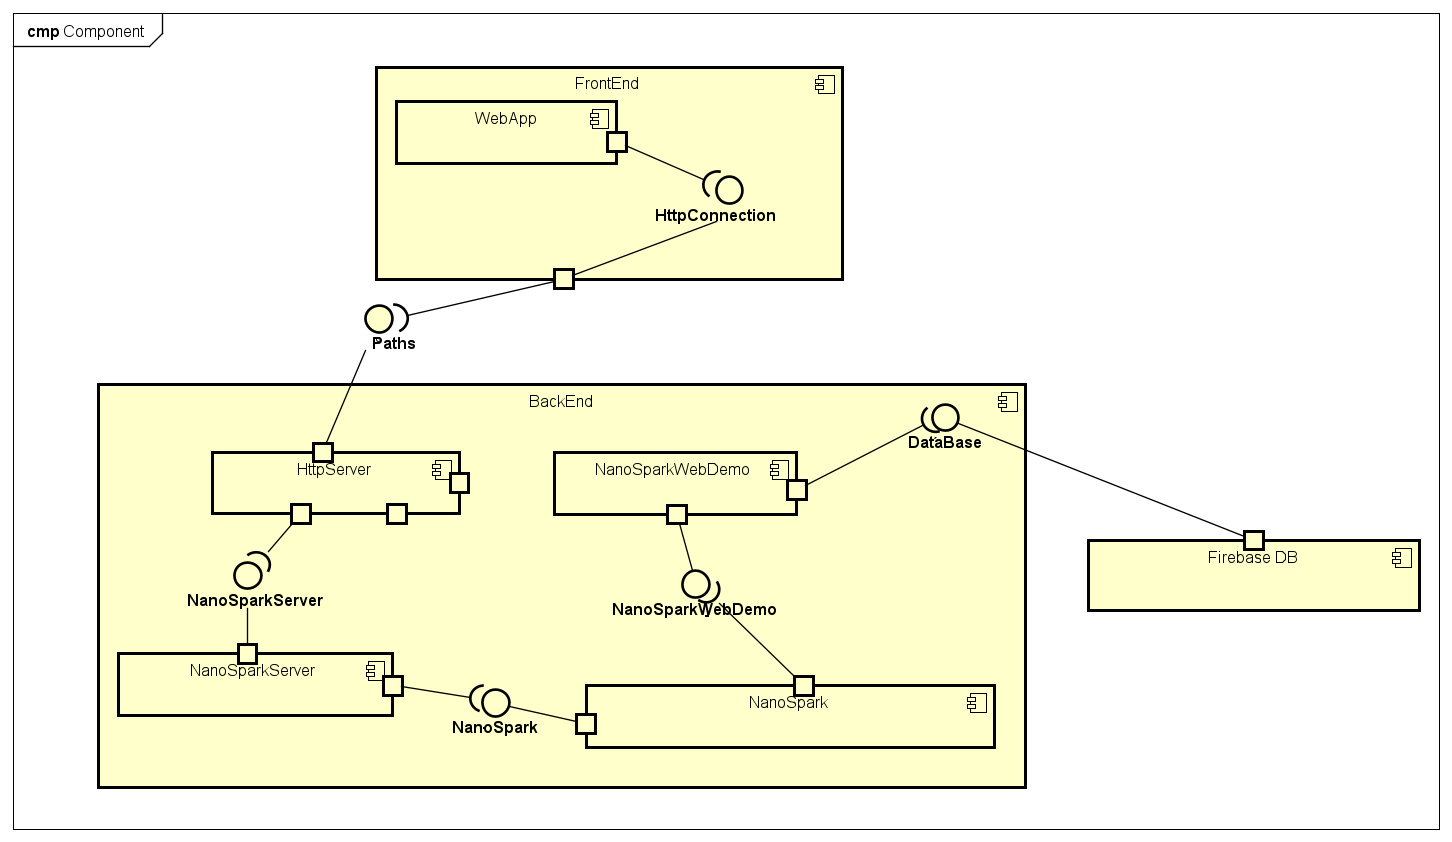 cmp Component
FrontEnd
WebApp
HttpConnection
Paths
BackEnd
DataBase
HttpServer
NanoSparkWebDemo
Firebase DB
NanoSparkServer
NanoSparkWebDemo
NanoSparkServer
NanoSpark
NanoSpark